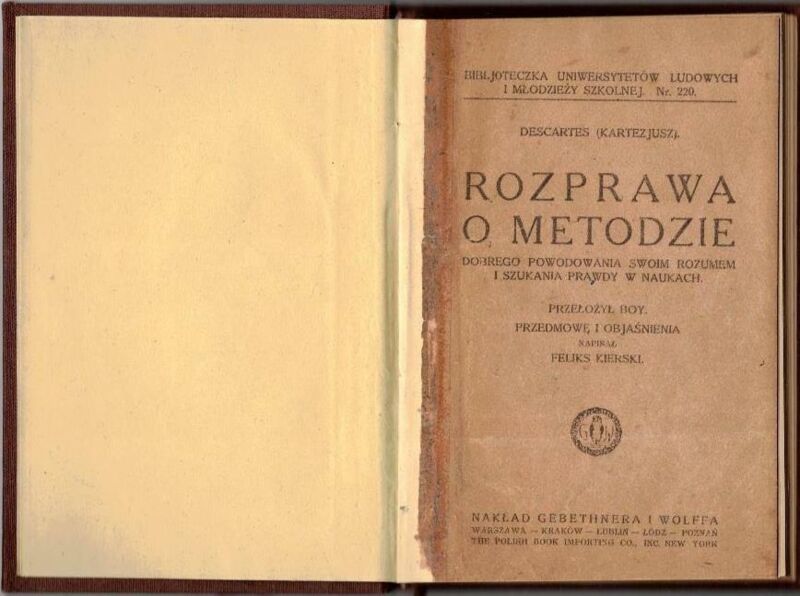 BIBLJOTECZKA UNIWERSYTETÓW LUDOWYCH
I MŁODZIEŻY SZKOLNEJ. Nr. 220.
DESCARTES (KARTEZJUSZ).
ROZPRAWA
O METODZIE
DOBREGO POWODOWANIA SWOIM ROZUMEM
I SZUKANIA PRAWDY W NAUKACH.
PRZEŁOŻYŁ BOY.
PRZEDMOWĘ I OBJAŚNIENIA
NAPISAŁ
FELIKS KIERSKI.
G W
NAKŁAD GEBETHNERA I WOLFFA
WARSZAWA — KRAKÓW — LUBLIN — ŁÓDŹ — POZNAŃ
THE POLISH BOOK IMPORTING CO., INC. NEW YORK